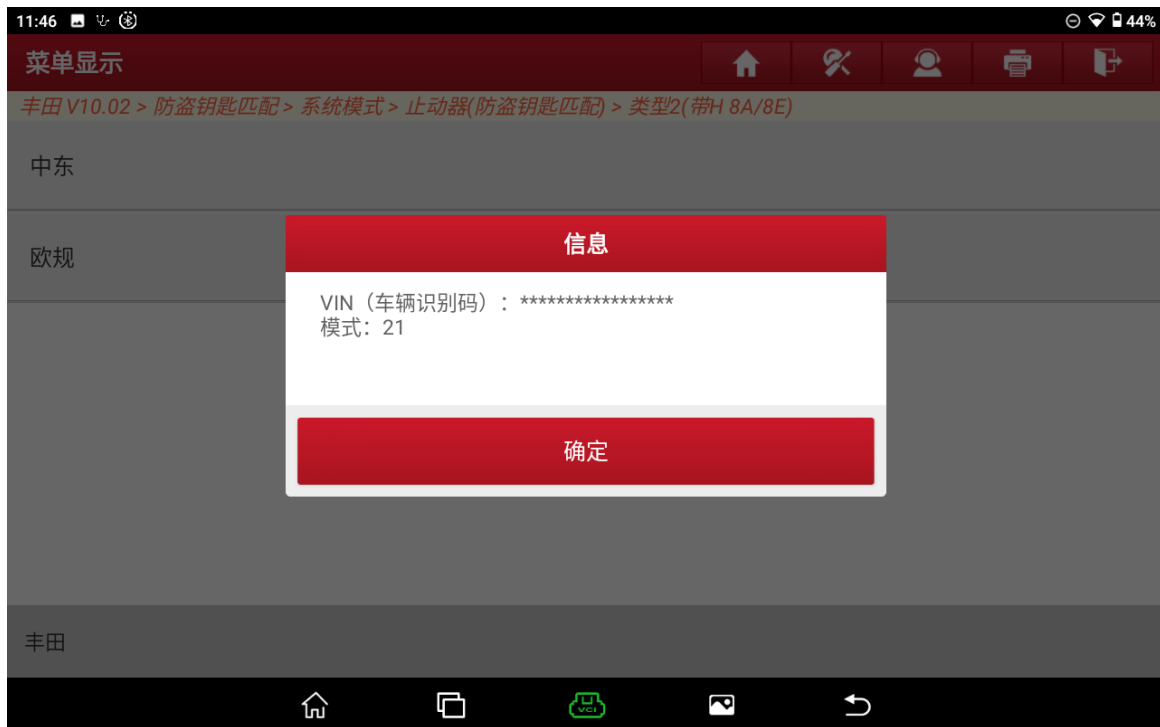 11:46
44%
菜单显示
丰田 V10.02 > 防盗钥匙匹配 > 系统模式 > 止动器(防盗钥匙匹配) > 类型2(带H 8A/8E)
中东
欧规
信息
VIN（车辆识别码）：*****************
模式：21
确定
丰田
VCI